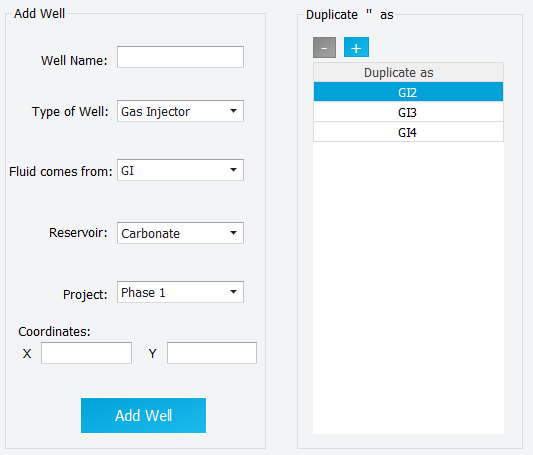 Add Well
Well Name:
Type of Well: Gas Injector
Fluid comes from: GI
Reservoir: Carbonate
Project: Phase 1
Coordinates:
X Y
Add Well
Duplicate '' as
- +
Duplicate as
GI2
GI3
GI4